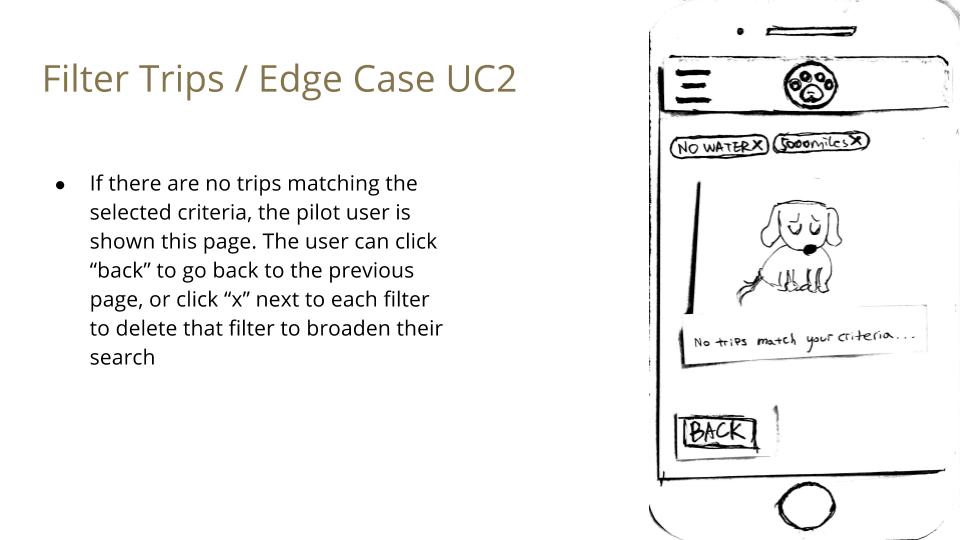 Filter Trips / Edge Case UC2
● If there are no trips matching the
selected criteria, the pilot user is
shown this page. The user can click
“back” to go back to the previous
page, or click “x” next to each filter
to delete that filter to broaden their
search
NO WATER X 5000miles X
No trips match your criteria...
BACK